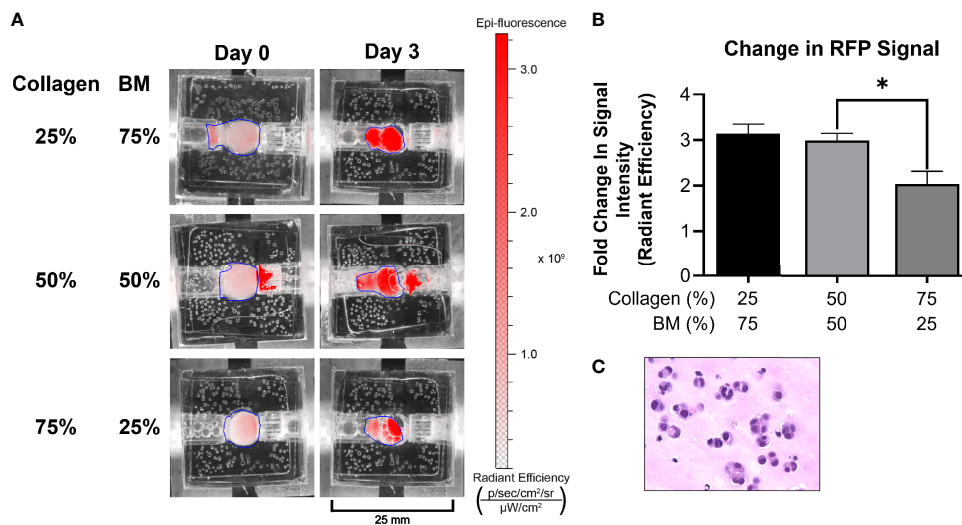 A
Day 0 Day 3
Collagen BM
25% 75%
50% 50%
75% 25%
25 mm
Epi-fluorescence
3.0
2.0
x 10⁹
1.0
Radiant Efficiency
(p/sec/cm²/sr
µW/cm²)
B
Change in RFP Signal
Fold Change In Signal
Intensity
(Radiant Efficiency)
4
3
2
1
0
*
Collagen (%) 25 50 75
BM (%) 75 50 25
C